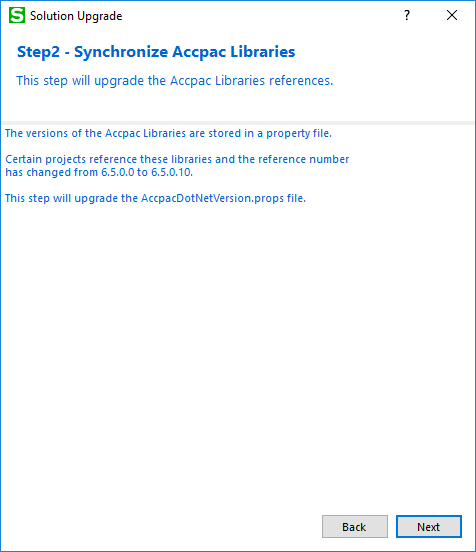 S Solution Upgrade ?
Step2 - Synchronize Accpac Libraries
This step will upgrade the Accpac Libraries references.
The versions of the Accpac Libraries are stored in a property file.
Certain projects reference these libraries and the reference number
has changed from 6.5.0.0 to 6.5.0.10.
This step will upgrade the AccpacDotNetVersion.props file.
Back Next